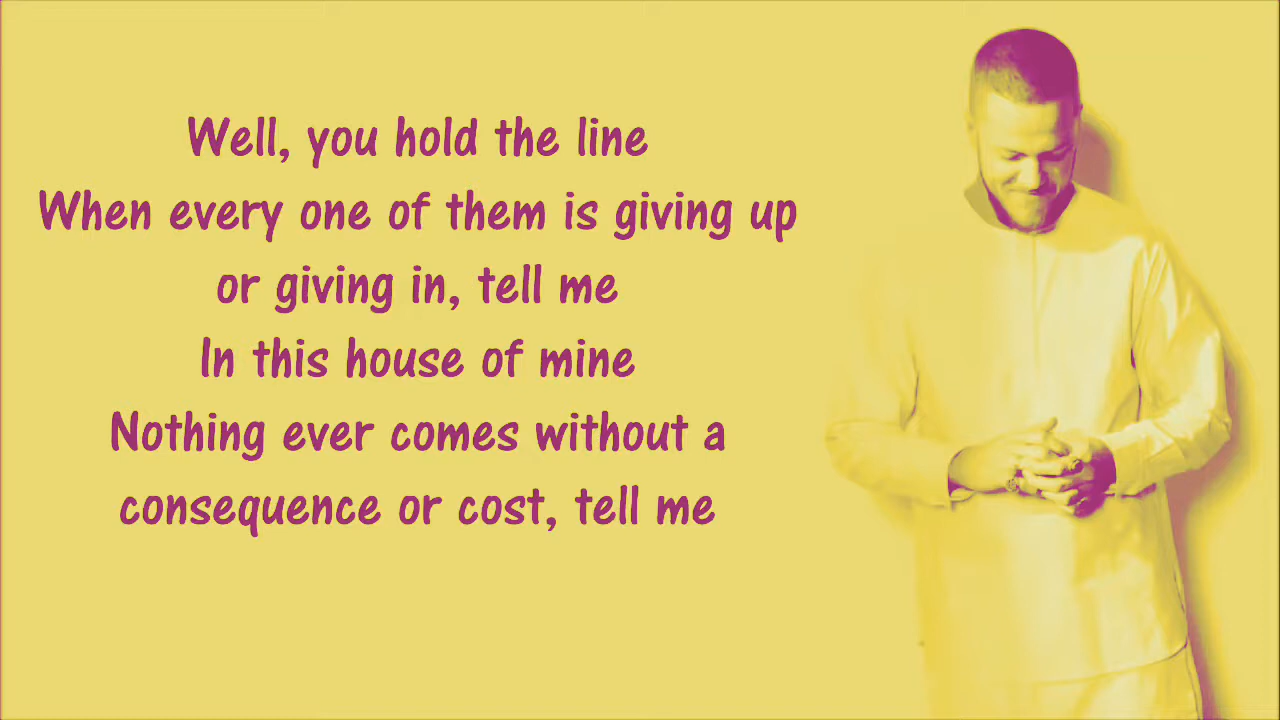 Well, you hold the line
When every one of them is giving up
or giving in, tell me
In this house of mine
Nothing ever comes without a
consequence or cost, tell me